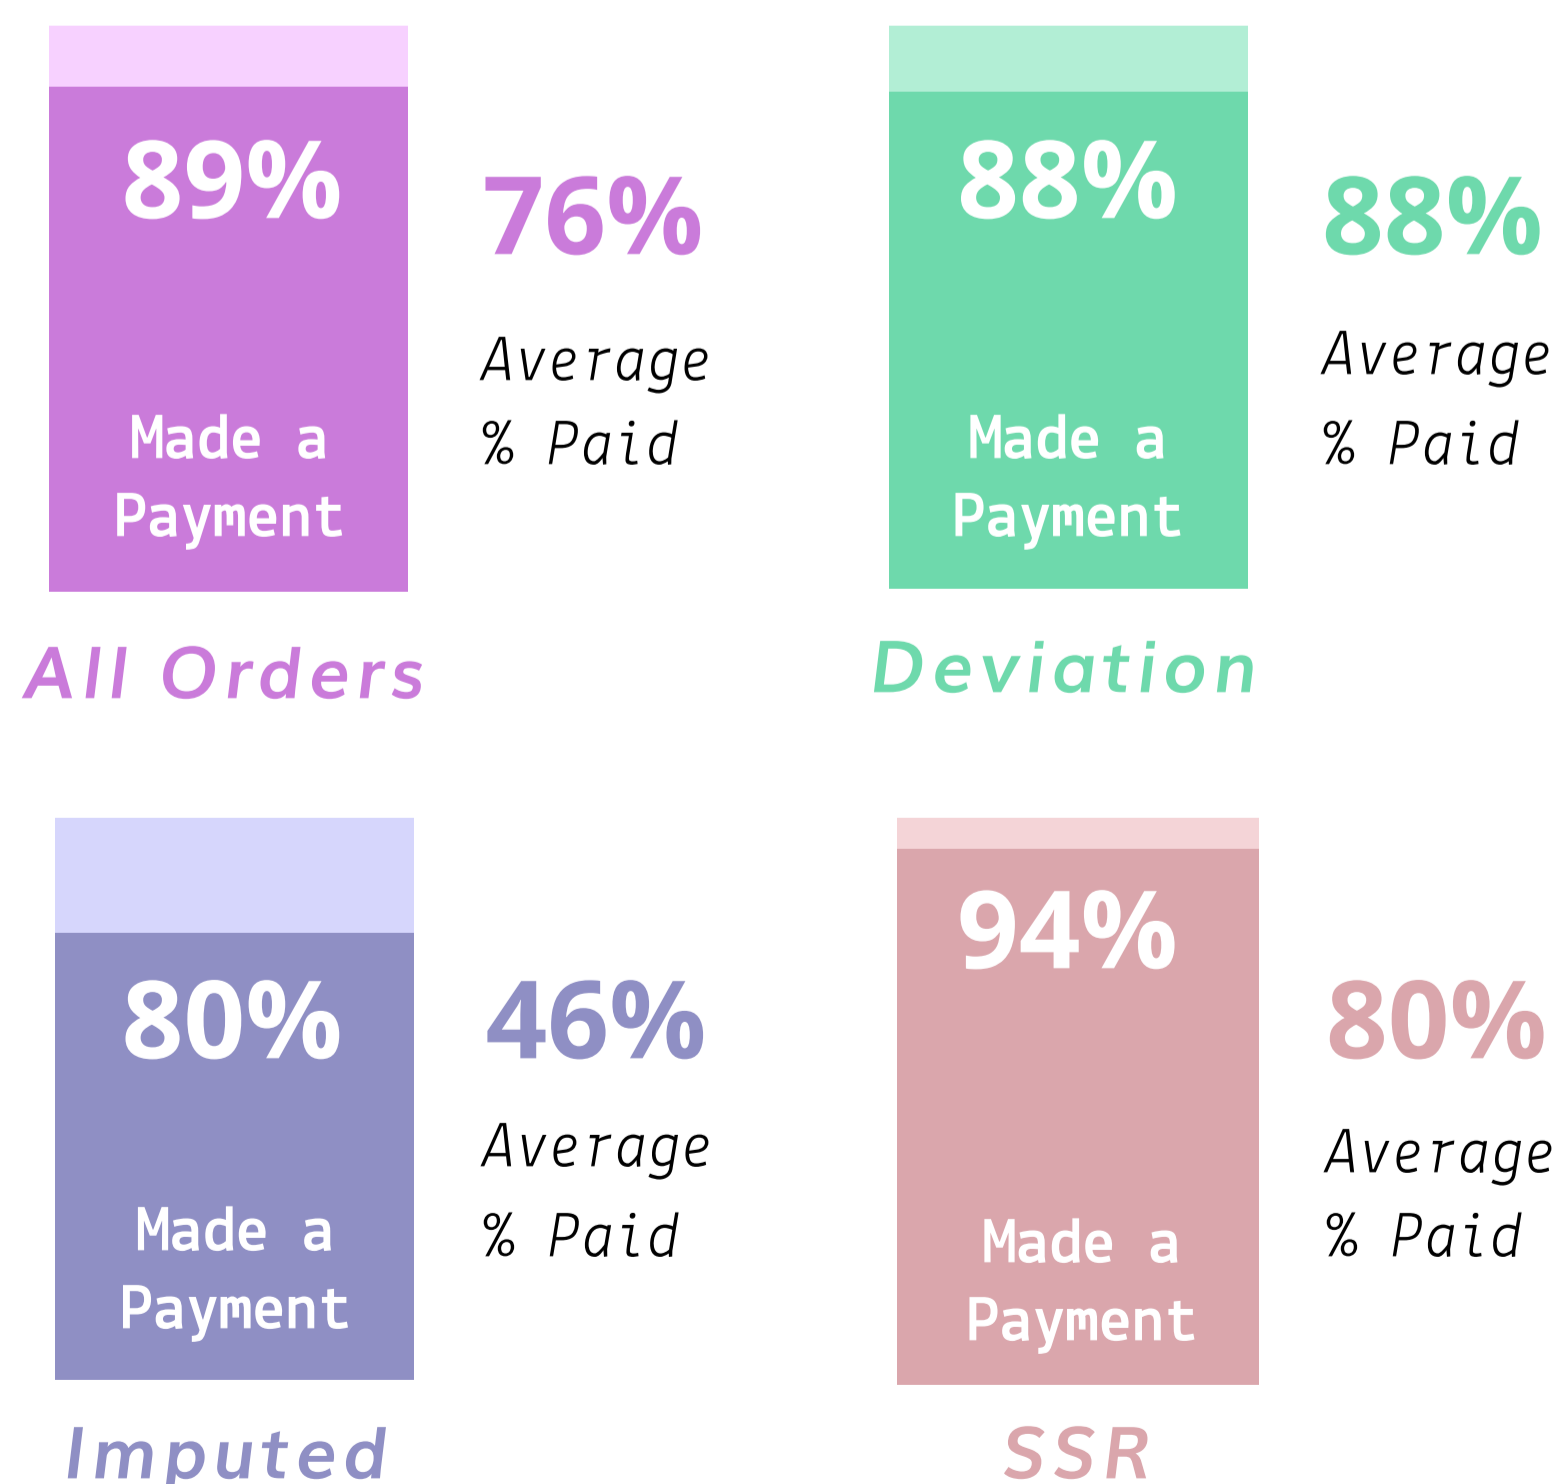 89%
Made a
Payment
76%
Average
% Paid
All Orders
88%
Made a
Payment
88%
Average
% Paid
Deviation
80%
Made a
Payment
46%
Average
% Paid
Imputed
94%
Made a
Payment
80%
Average
% Paid
SSR